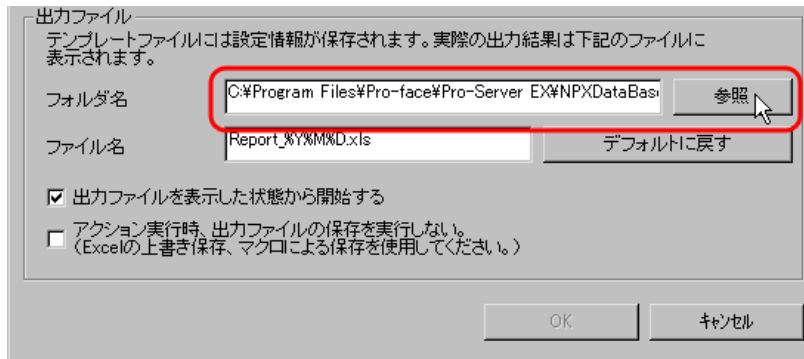 出力ファイル
テンプレートファイルには設定情報が保存されます。実際の出力結果は下記のファイルに
表示されます。
フォルダ名
C:¥Program Files¥Pro-face¥Pro-Server EX¥NPXDataBas
参照
ファイル名
Report_%Y%M%D.xls
デフォルトに戻す
出力ファイルを表示した状態から開始する
アクション実行時、出力ファイルの保存を実行しない。
（Excelの上書き保存、マクロによる保存を使用してください。）
OK
キャンセル